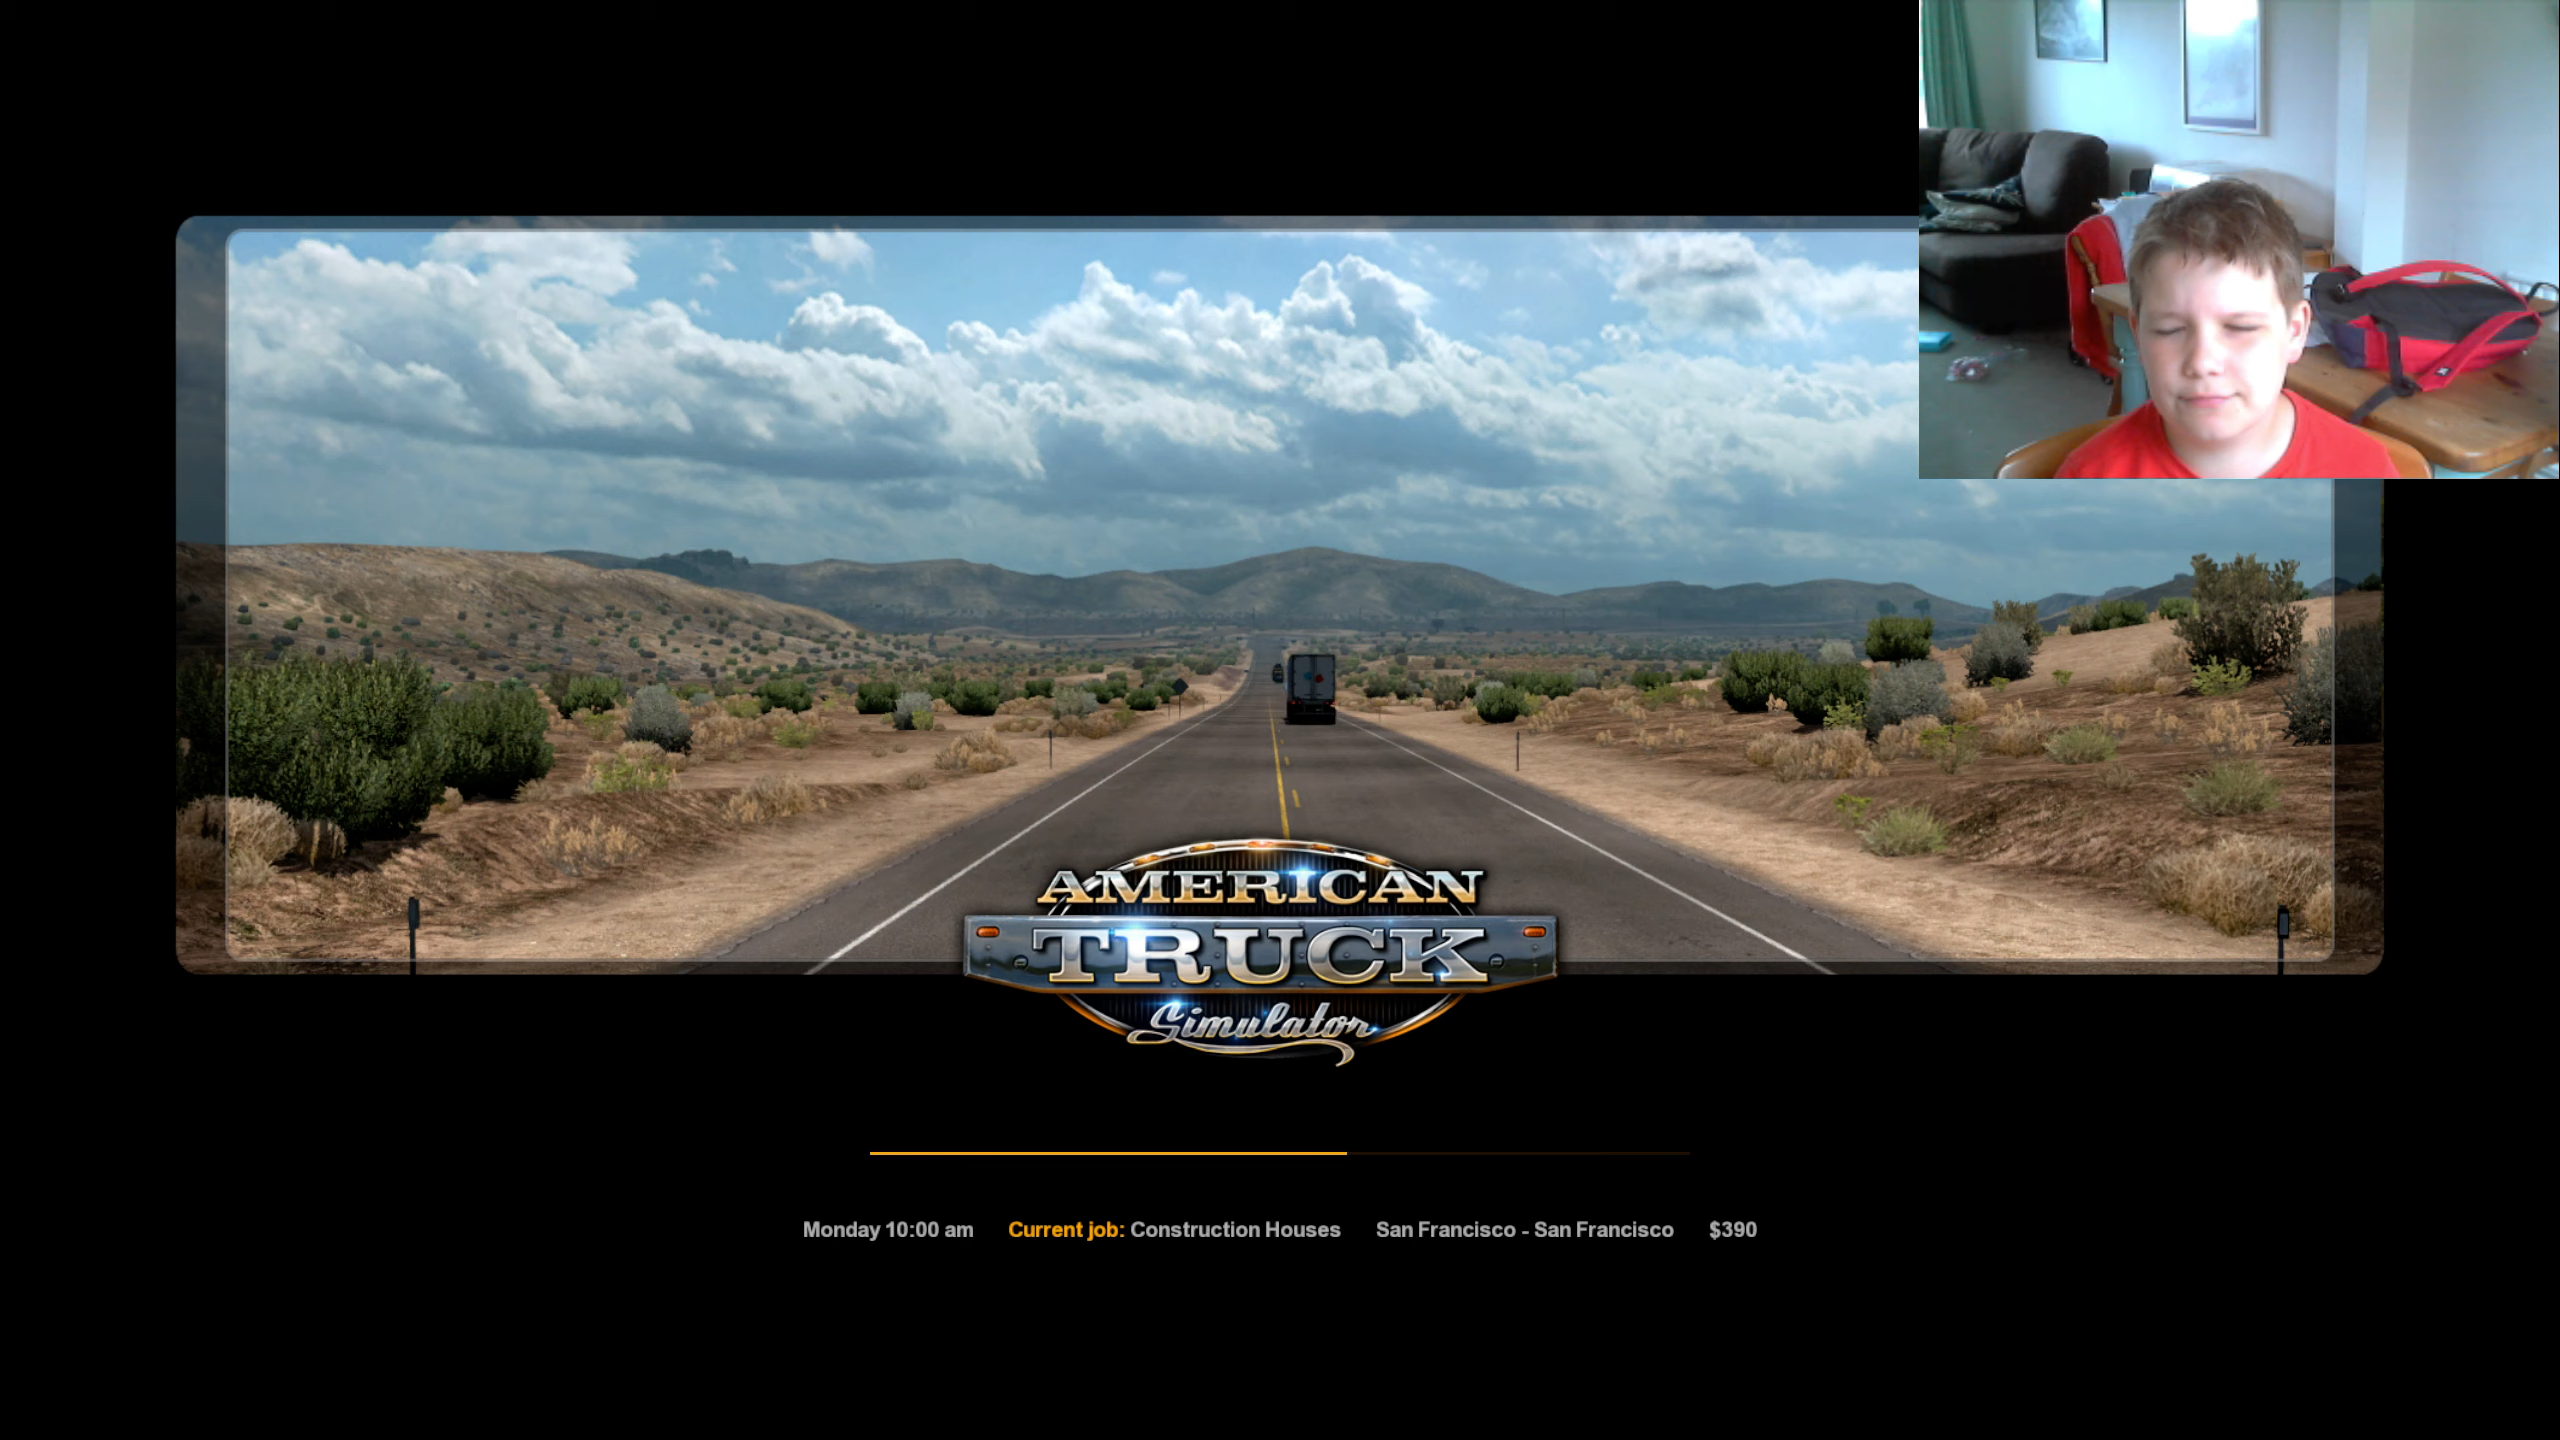 AMERICAN
TRUCK
Simulator
Monday 10:00 am Current job: Construction Houses San Francisco - San Francisco $390